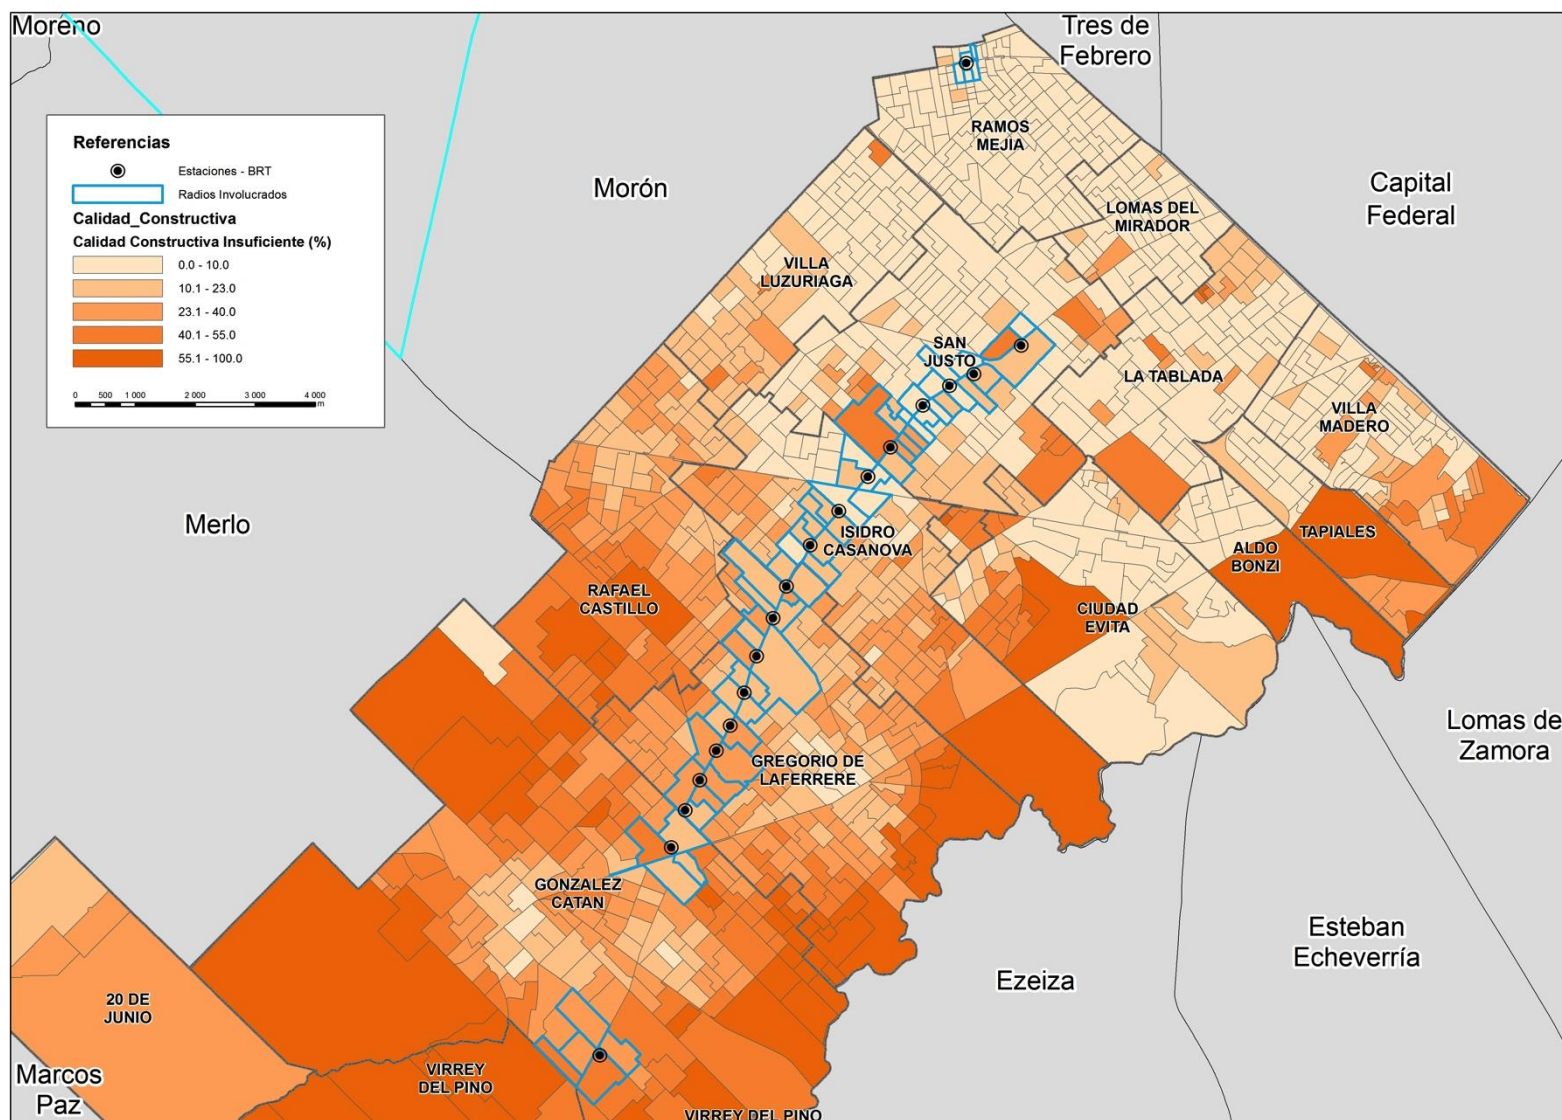 Moreno
Tres de
Febrero
Referencias
Estaciones - BRT
Radios Involucrados
Calidad_Constructiva
Calidad Constructiva Insuficiente (%)
0.0 - 10.0
10.1 - 23.0
23.1 - 40.0
40.1 - 55.0
55.1 - 100.0
0 500 1 000 2 000 3 000 4 000
m
RAMOS
MEJIA
Morón
Capital
Federal
LOMAS DEL
MIRADOR
VILLA
LUZURIAGA
SAN
JUSTO
LA TABLADA
VILLA
MADERO
Merlo
ISIDRO
CASANOVA
TAPIALES
ALDO
BONZI
RAFAEL
CASTILLO
CIUDAD
EVITA
Lomas de
Zamora
GREGORIO DE
LAFERRERE
GONZALEZ
CATAN
Esteban
Echeverría
Ezeiza
20 DE
JUNIO
Marcos
Paz
VIRREY
DEL PINO
VIRREY DEL PINO